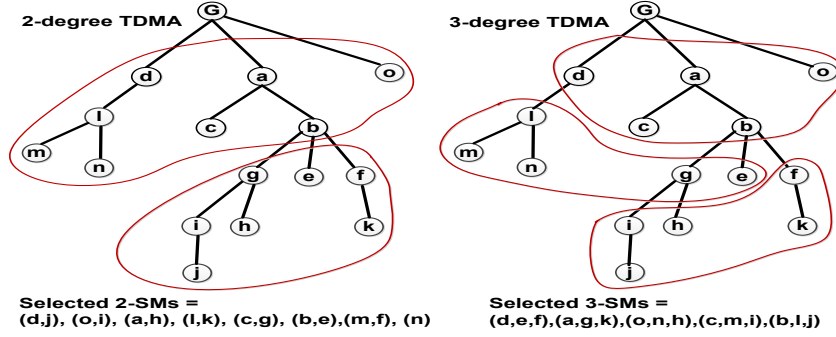 2-degree TDMA
G
d
a
o
l
c
b
m
n
g
e
f
i
h
k
j
Selected 2-SMs =
(d,j), (o,i), (a,h), (l,k), (c,g), (b,e),(m,f), (n)
3-degree TDMA
G
d
a
o
l
c
b
m
n
g
e
f
i
h
k
j
Selected 3-SMs =
(d,e,f),(a,g,k),(o,n,h),(c,m,i),(b,l,j)